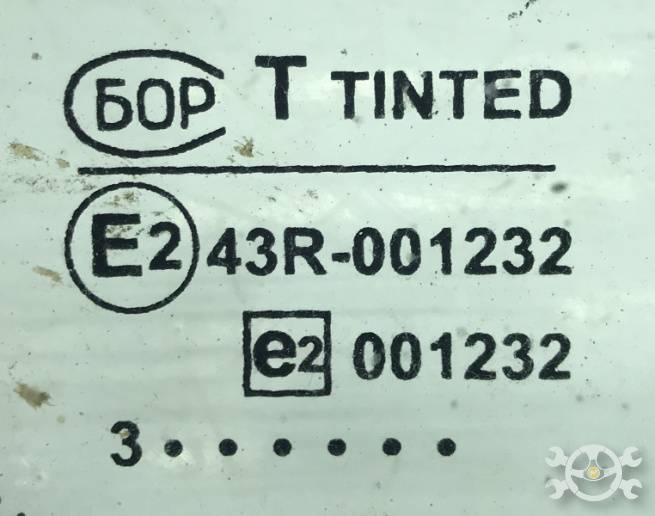 БОР T TINTED
E2 43R-001232
e2 001232
3 • • • • • •